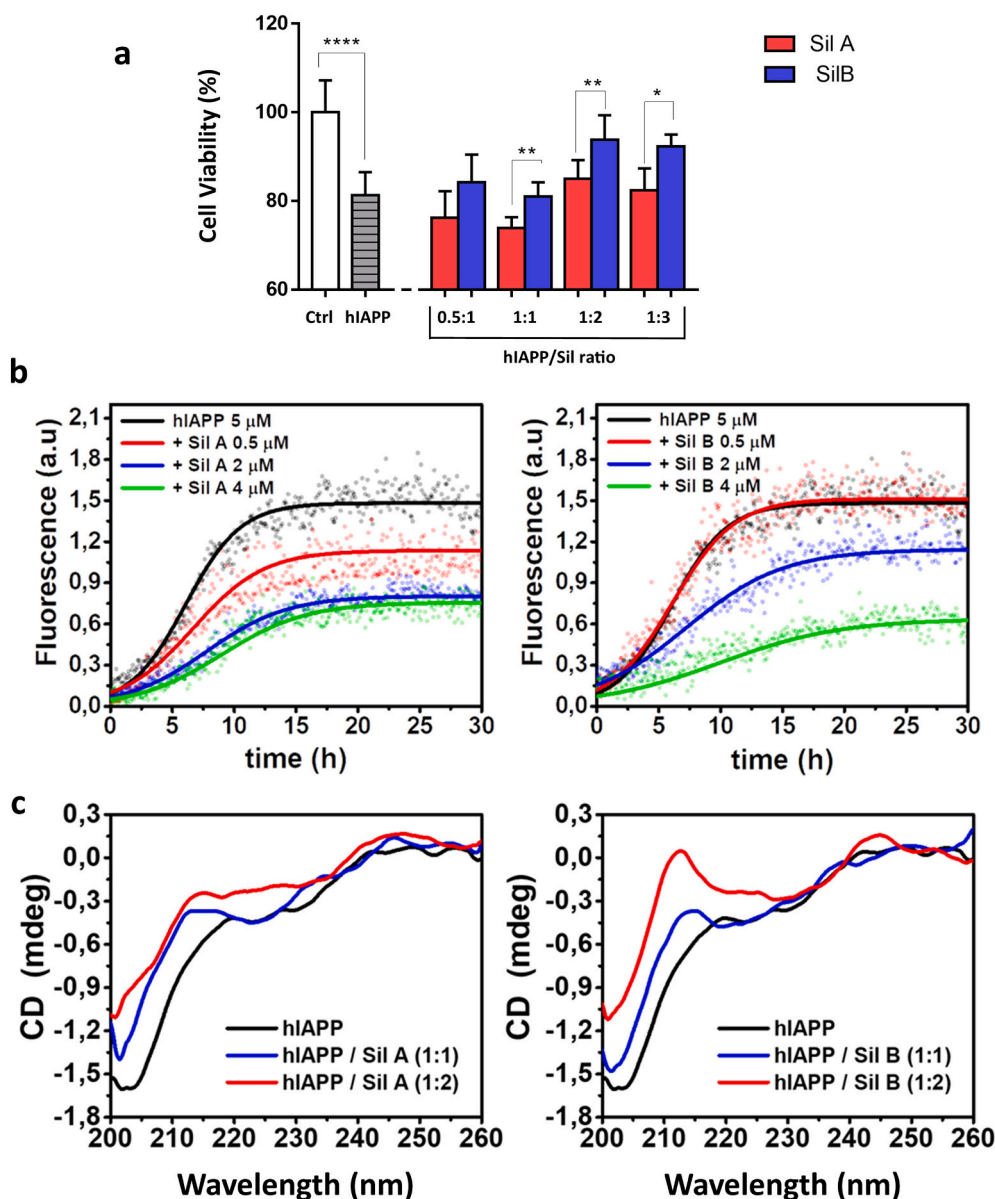 a
120
100
80
60
Cell Viability (%)
****
**
**
*
Sil A
SilB
Ctrl hIAPP 0.5:1 1:1 1:2 1:3
hIAPP/Sil ratio
b
2,1
1,8
1,5
1,2
0,9
0,6
0,3
0,0
Fluorescence (a.u)
hIAPP 5 μM
+ Sil A 0.5 μM
+ Sil A 2 μM
+ Sil A 4 μM
0 5 10 15 20 25 30
time (h)
2,1
1,8
1,5
1,2
0,9
0,6
0,3
0,0
Fluorescence (a.u)
hIAPP 5 μM
+ Sil B 0.5 μM
+ Sil B 2 μM
+ Sil B 4 μM
0 5 10 15 20 25 30
time (h)
c
0,3
0,0
-0,3
-0,6
-0,9
-1,2
-1,5
-1,8
CD (mdeg)
hIAPP
hIAPP / Sil A (1:1)
hIAPP / Sil A (1:2)
200 210 220 230 240 250 260
Wavelength (nm)
0,3
0,0
-0,3
-0,6
-0,9
-1,2
-1,5
-1,8
CD (mdeg)
hIAPP
hIAPP / Sil B (1:1)
hIAPP / Sil B (1:2)
200 210 220 230 240 250 260
Wavelength (nm)